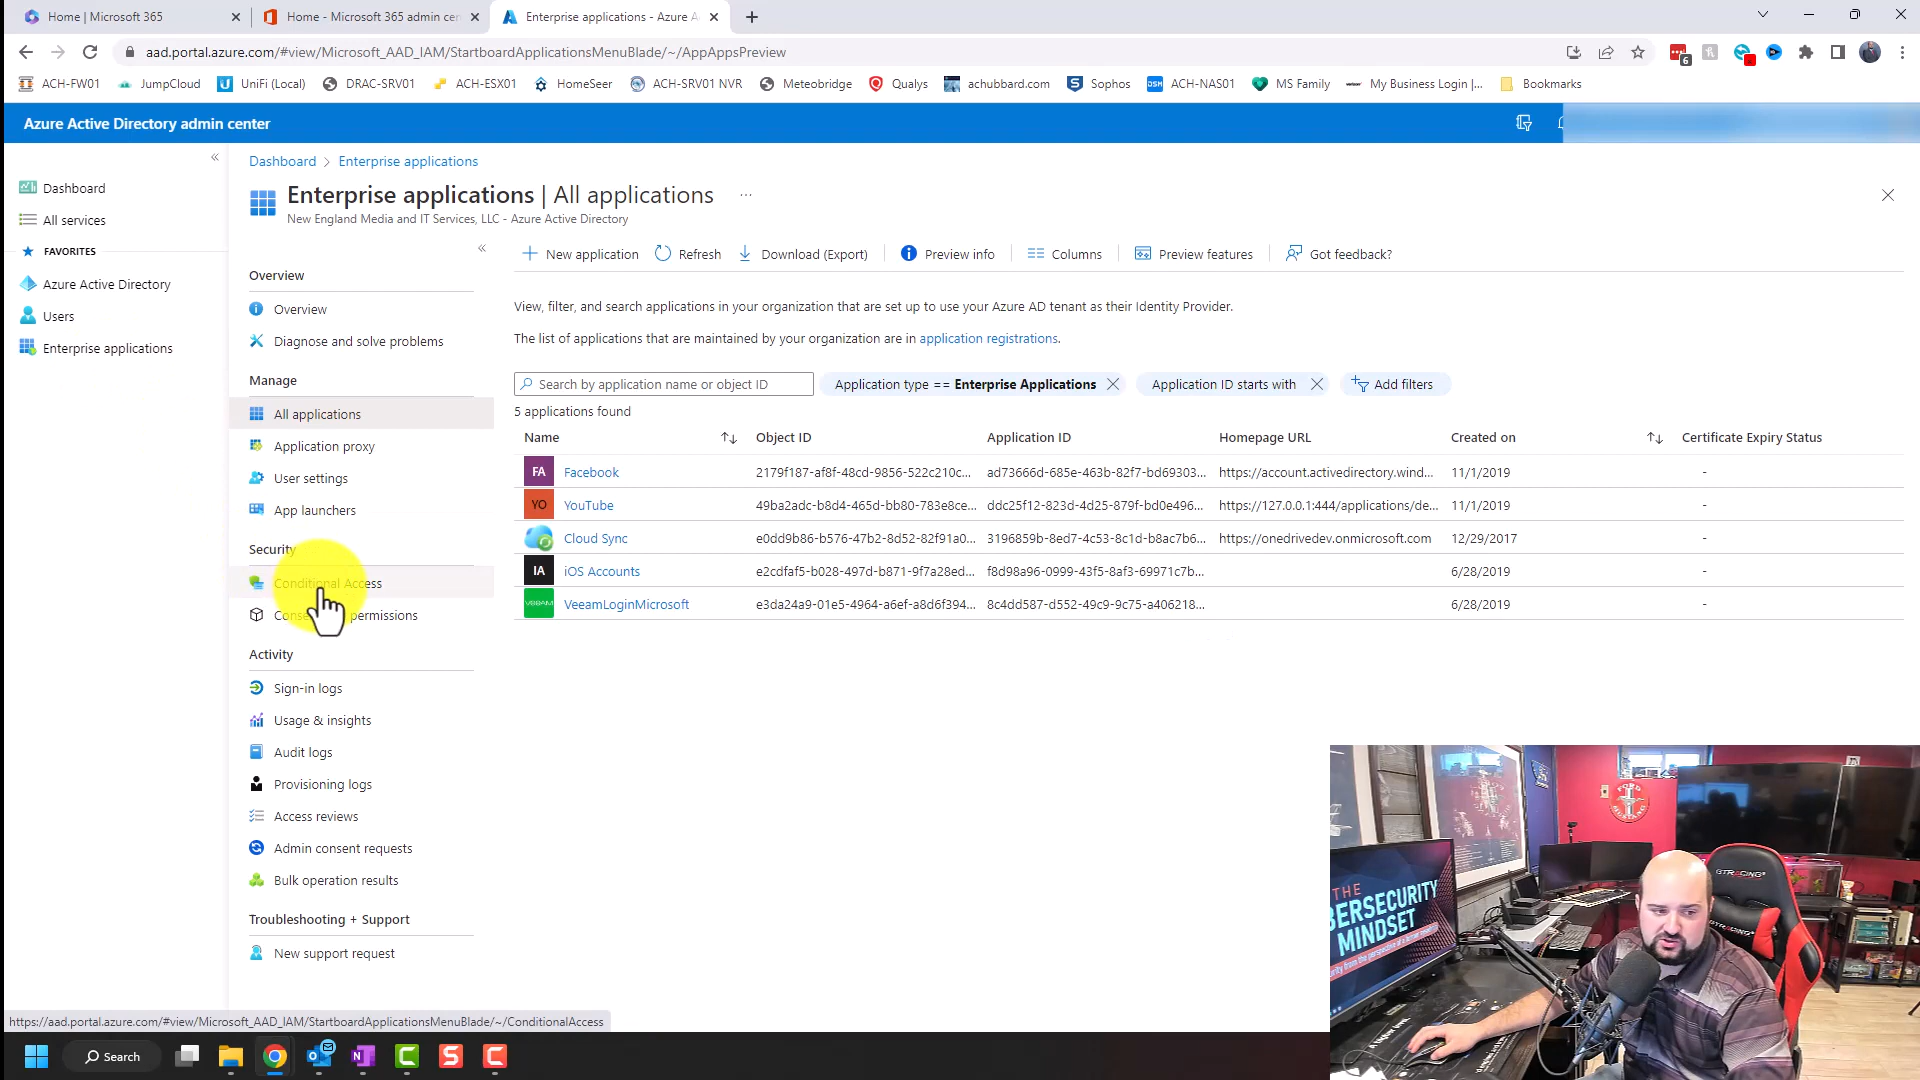 Home | Microsoft 365
Home - Microsoft 365 admin cen
Enterprise applications - Azure A
aad.portal.azure.com/#view/Microsoft_AAD_IAM/StartboardApplicationsMenuBlade/~/AppAppsPreview
6
ACH-FW01
JumpCloud
UniFi (Local)
DRAC-SRV01
ACH-ESX01
HomeSeer
ACH-SRV01 NVR
Meteobridge
Qualys
achubbard.com
Sophos
ACH-NAS01
MS Family
My Business Login |...
Bookmarks
Azure Active Directory admin center
Dashboard
All services
FAVORITES
Azure Active Directory
Users
Enterprise applications
Dashboard > Enterprise applications
Enterprise applications | All applications ...
New England Media and IT Services, LLC - Azure Active Directory
Overview
Overview
Diagnose and solve problems
Manage
All applications
Application proxy
User settings
App launchers
Security
Conditional Access
permissions
Activity
Sign-in logs
Usage & insights
Audit logs
Provisioning logs
Access reviews
Admin consent requests
Bulk operation results
Troubleshooting + Support
New support request
New application
Refresh
Download (Export)
Preview info
Columns
Preview features
Got feedback?
View, filter, and search applications in your organization that are set up to use your Azure AD tenant as their Identity Provider.
The list of applications that are maintained by your organization are in application registrations.
Search by application name or object ID
Application type == Enterprise Applications
Application ID starts with
Add filters
5 applications found
Name Object ID Application ID Homepage URL Created on Certificate Expiry Status
FA Facebook 2179f187-af8f-48cd-9856-522c210c... ad73666d-685e-463b-82f7-bd69303... https://account.activedirectory.wind... 11/1/2019 -
YO YouTube 49ba2adc-b8d4-465d-bb80-783e8ce... ddc25f12-823d-4d25-879f-bd0e496... https://127.0.0.1:444/applications/de... 11/1/2019 -
Cloud Sync e0dd9b86-b576-47b2-8d52-82f91a0... 3196859b-8ed7-4c53-8c1d-b8ac7b6... https://onedrivedev.onmicrosoft.com 12/29/2017 -
IA iOS Accounts e2cdfaf5-b028-497d-b871-9f7a28ed... f8d98a96-0999-43f5-8af3-69971c7b... 6/28/2019 -
VEEAM VeeamLoginMicrosoft e3da24a9-01e5-4964-a6ef-a8d6f394... 8c4dd587-d552-49c9-9c75-a406218... 6/28/2019 -
https://aad.portal.azure.com/#view/Microsoft_AAD_IAM/StartboardApplicationsMenuBlade/~/ConditionalAccess
Search
THE
BERSECURITY
MINDSET
FORD
MUSTANG
GTRACING